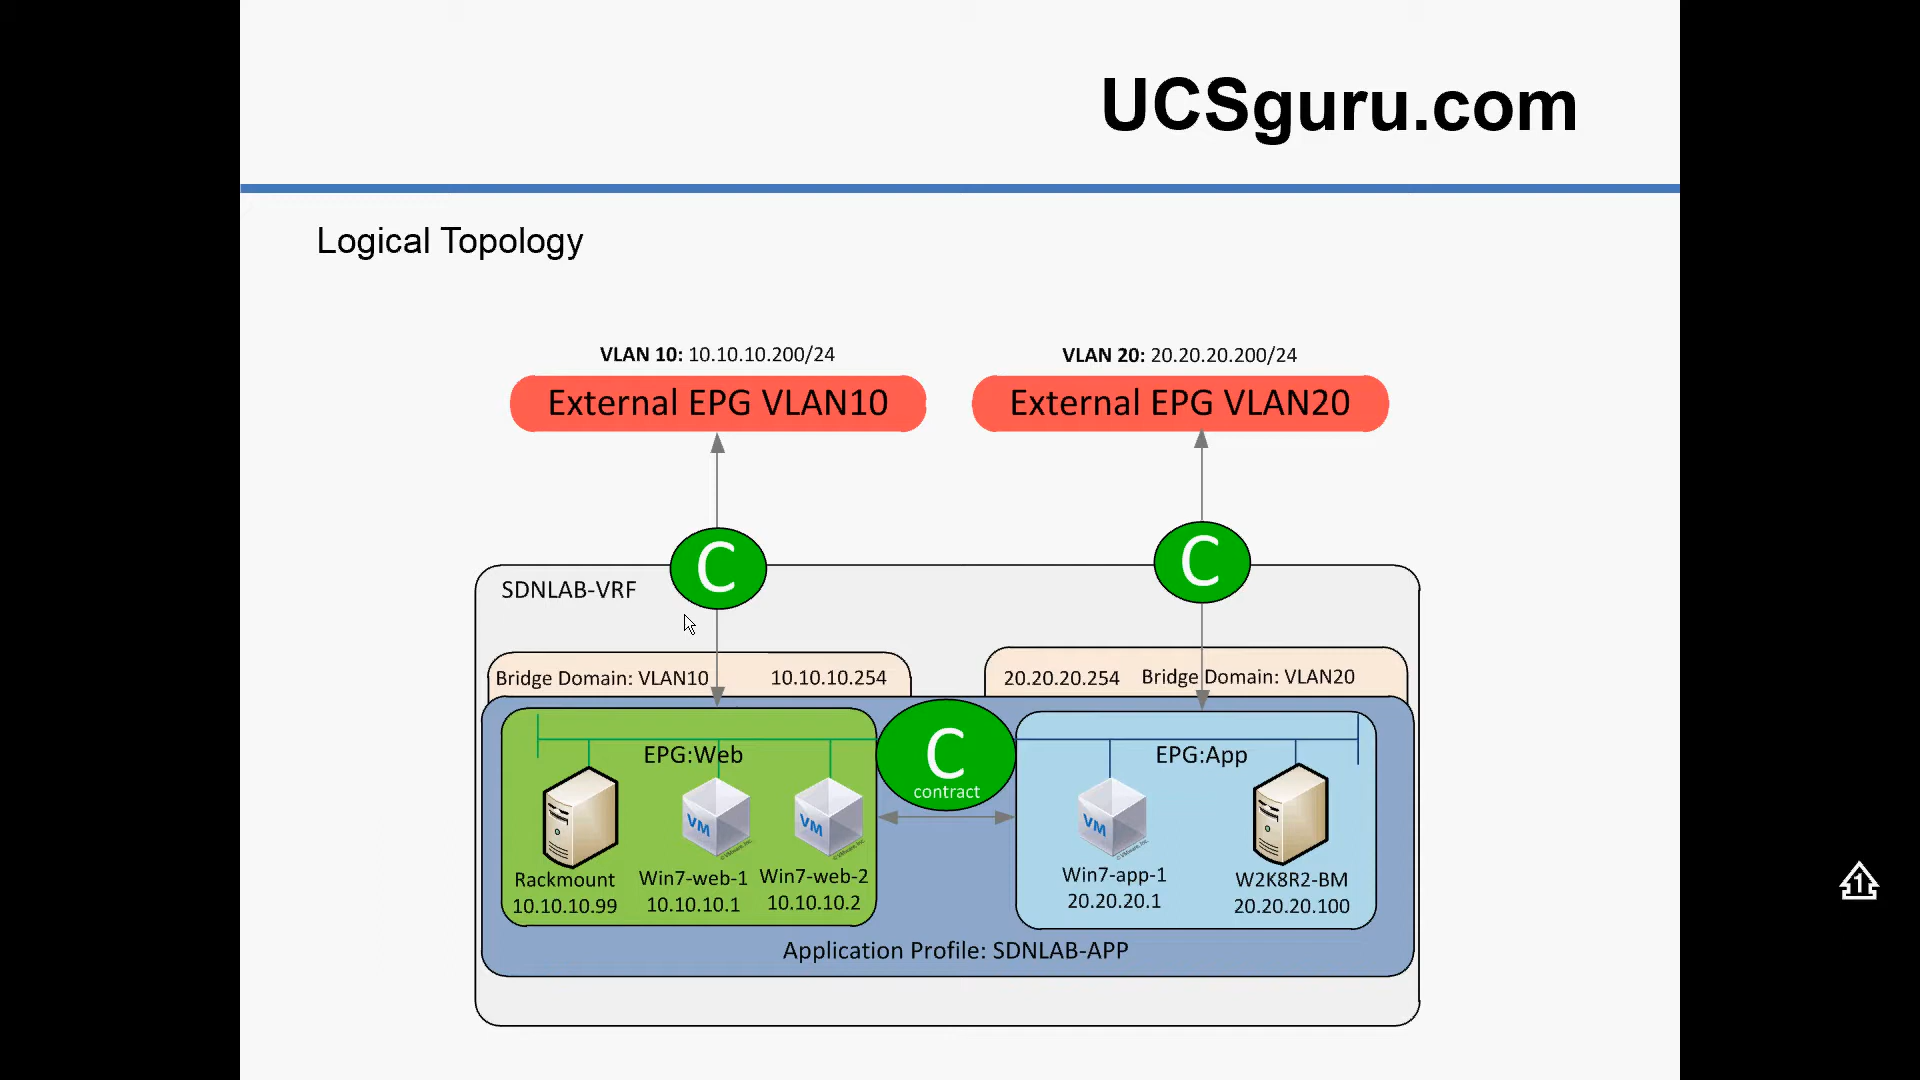 UCSguru.com
Logical Topology
VLAN 10: 10.10.10.200/24
VLAN 20: 20.20.20.200/24
External EPG VLAN10
External EPG VLAN20
C
C
SDNLAB-VRF
Bridge Domain: VLAN10
10.10.10.254
20.20.20.254
Bridge Domain: VLAN20
EPG:Web
C
contract
EPG:App
VM
VM
VM
Rackmount
10.10.10.99
Win7-web-1
10.10.10.1
Win7-web-2
10.10.10.2
Win7-app-1
20.20.20.1
W2K8R2-BM
20.20.20.100
Application Profile: SDNLAB-APP
1